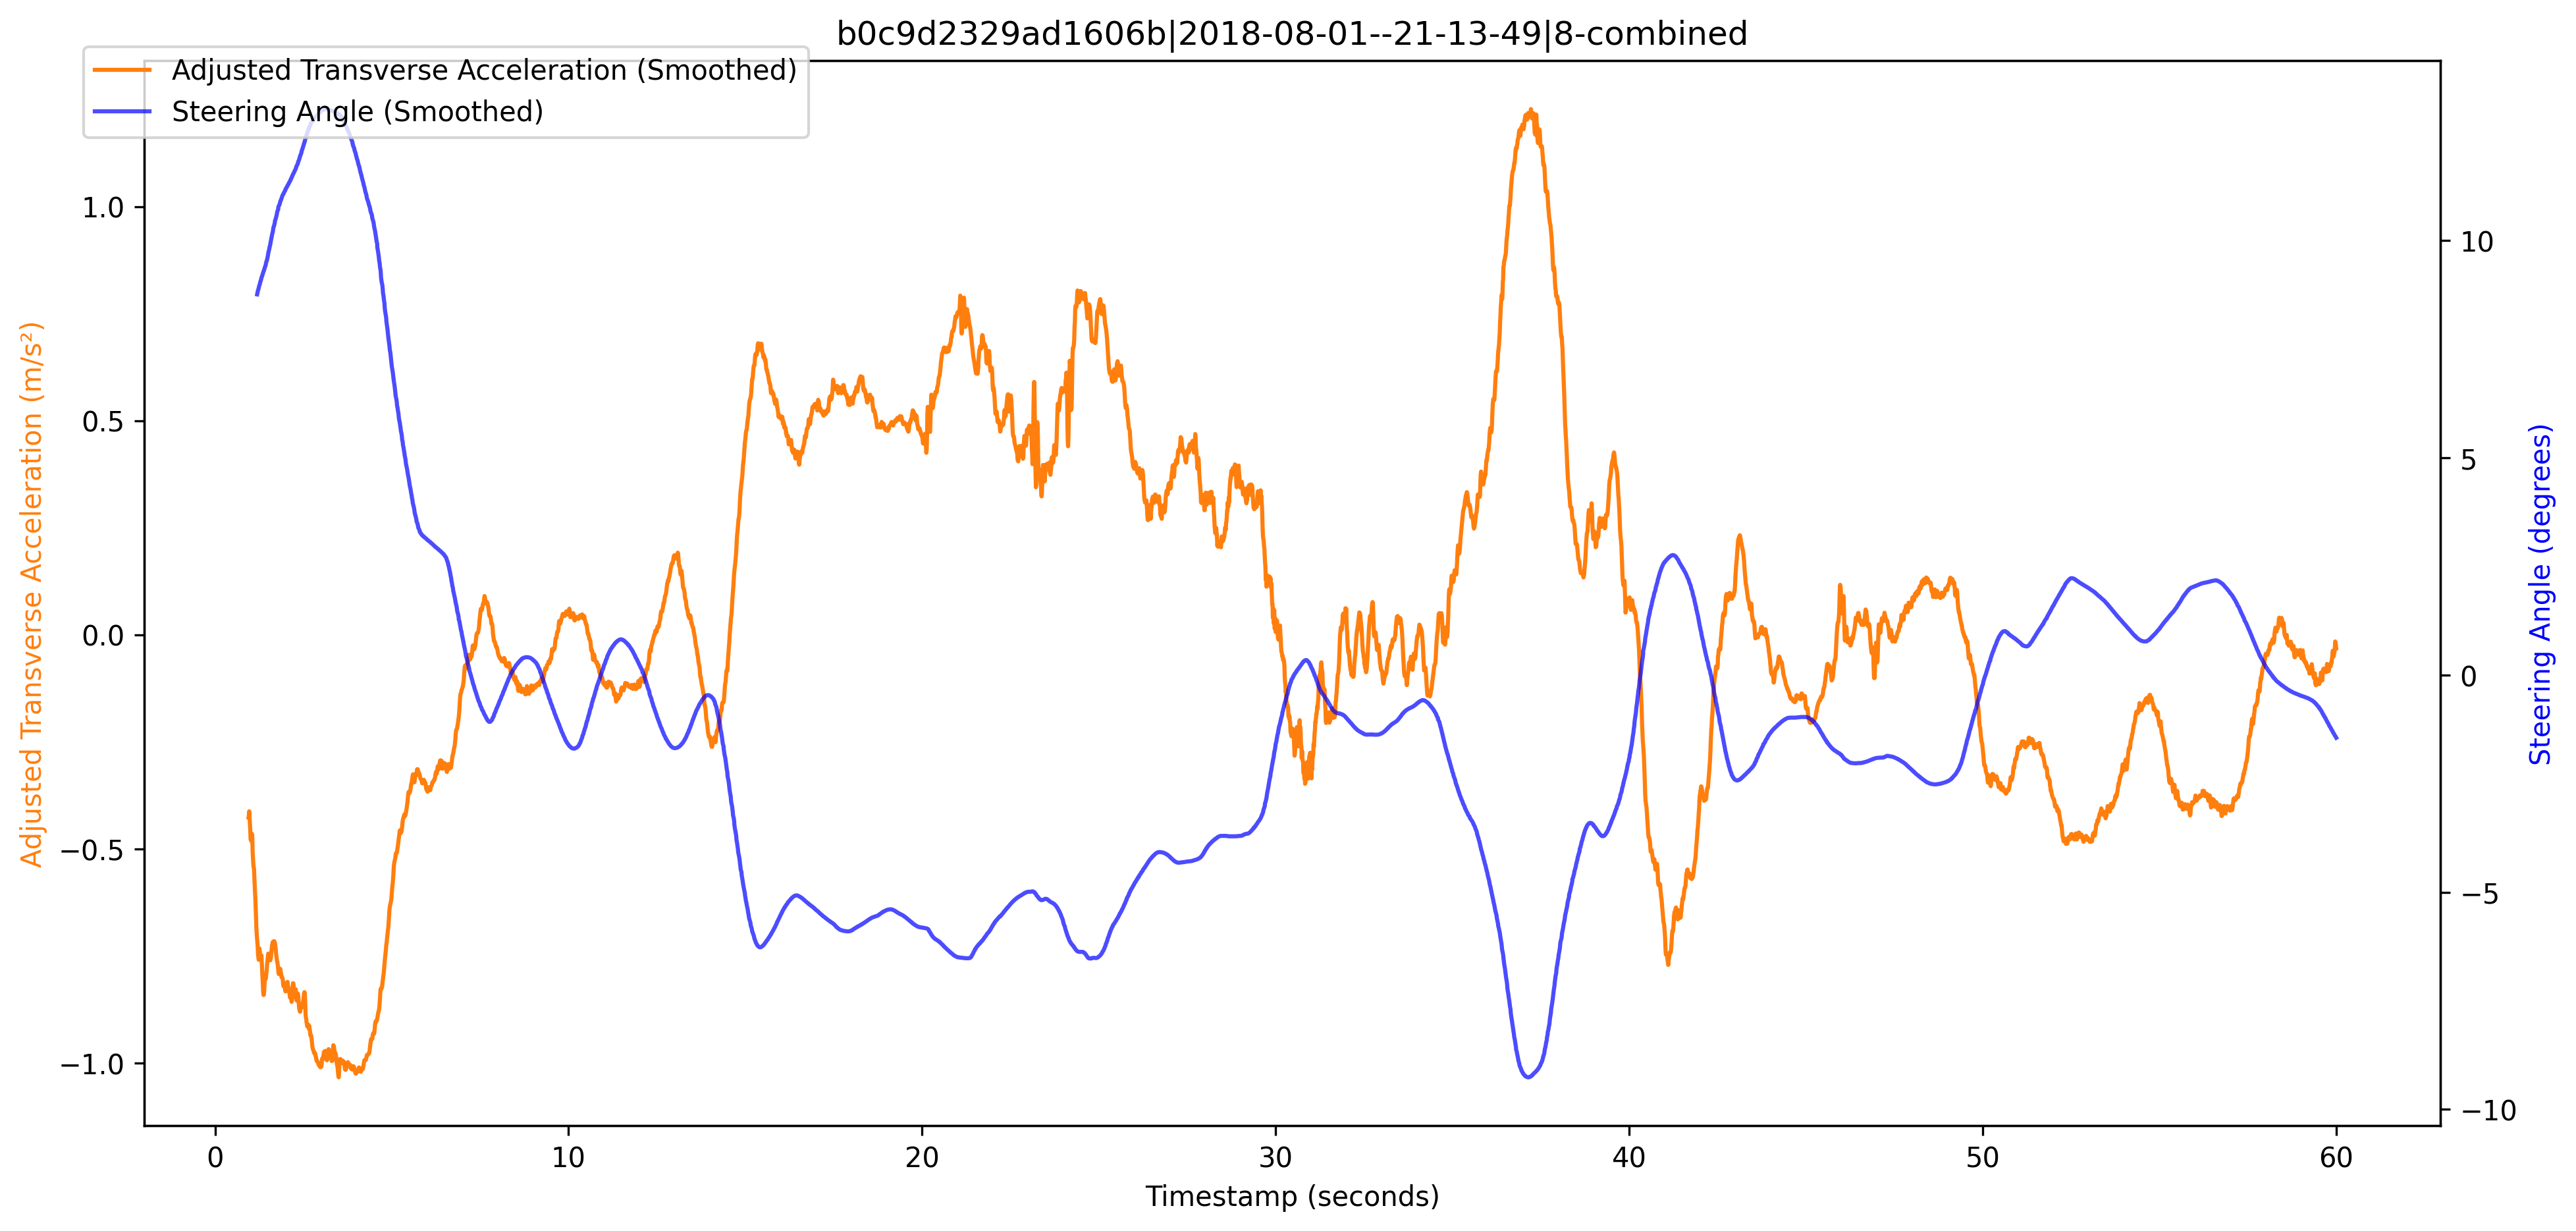 b0c9d2329ad1606b|2018-08-01--21-13-49|8-combined
Adjusted Transverse Acceleration (Smoothed)
Steering Angle (Smoothed)
Adjusted Transverse Acceleration (m/s²)
1.0
0.5
0.0
−0.5
−1.0
10
5
0
−5
−10
Steering Angle (degrees)
0
10
20
30
40
50
60
Timestamp (seconds)